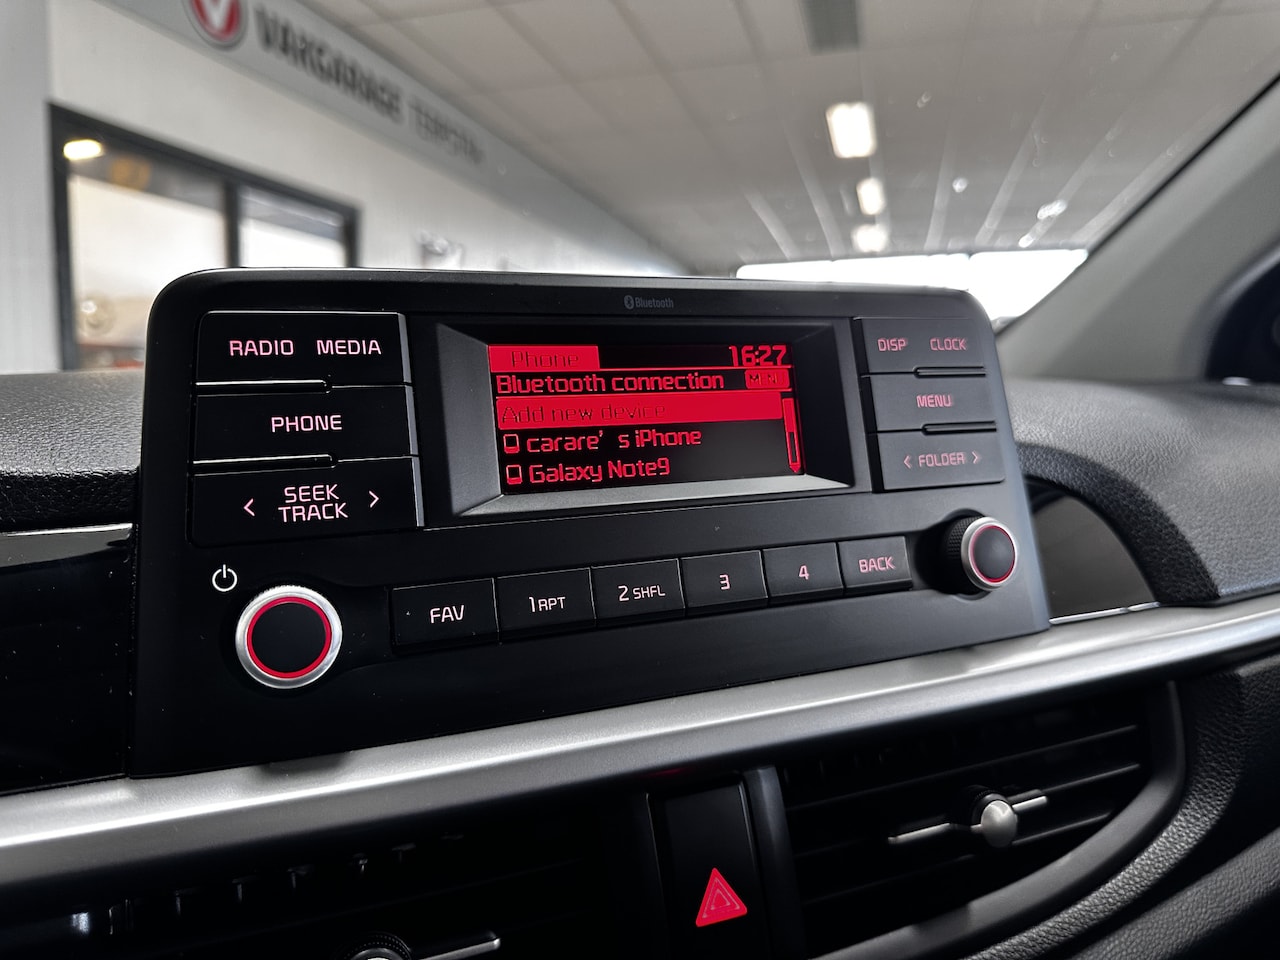 VAKGARAGE
Bluetooth
RADIO MEDIA
PHONE
SEEK
< TRACK >
Phone 16:27
Bluetooth connection MENU
Add new device
carare's iPhone
Galaxy Note9
DISP CLOCK
MENU
< FOLDER >
FAV
1 RPT
2 SHFL
3
4
BACK